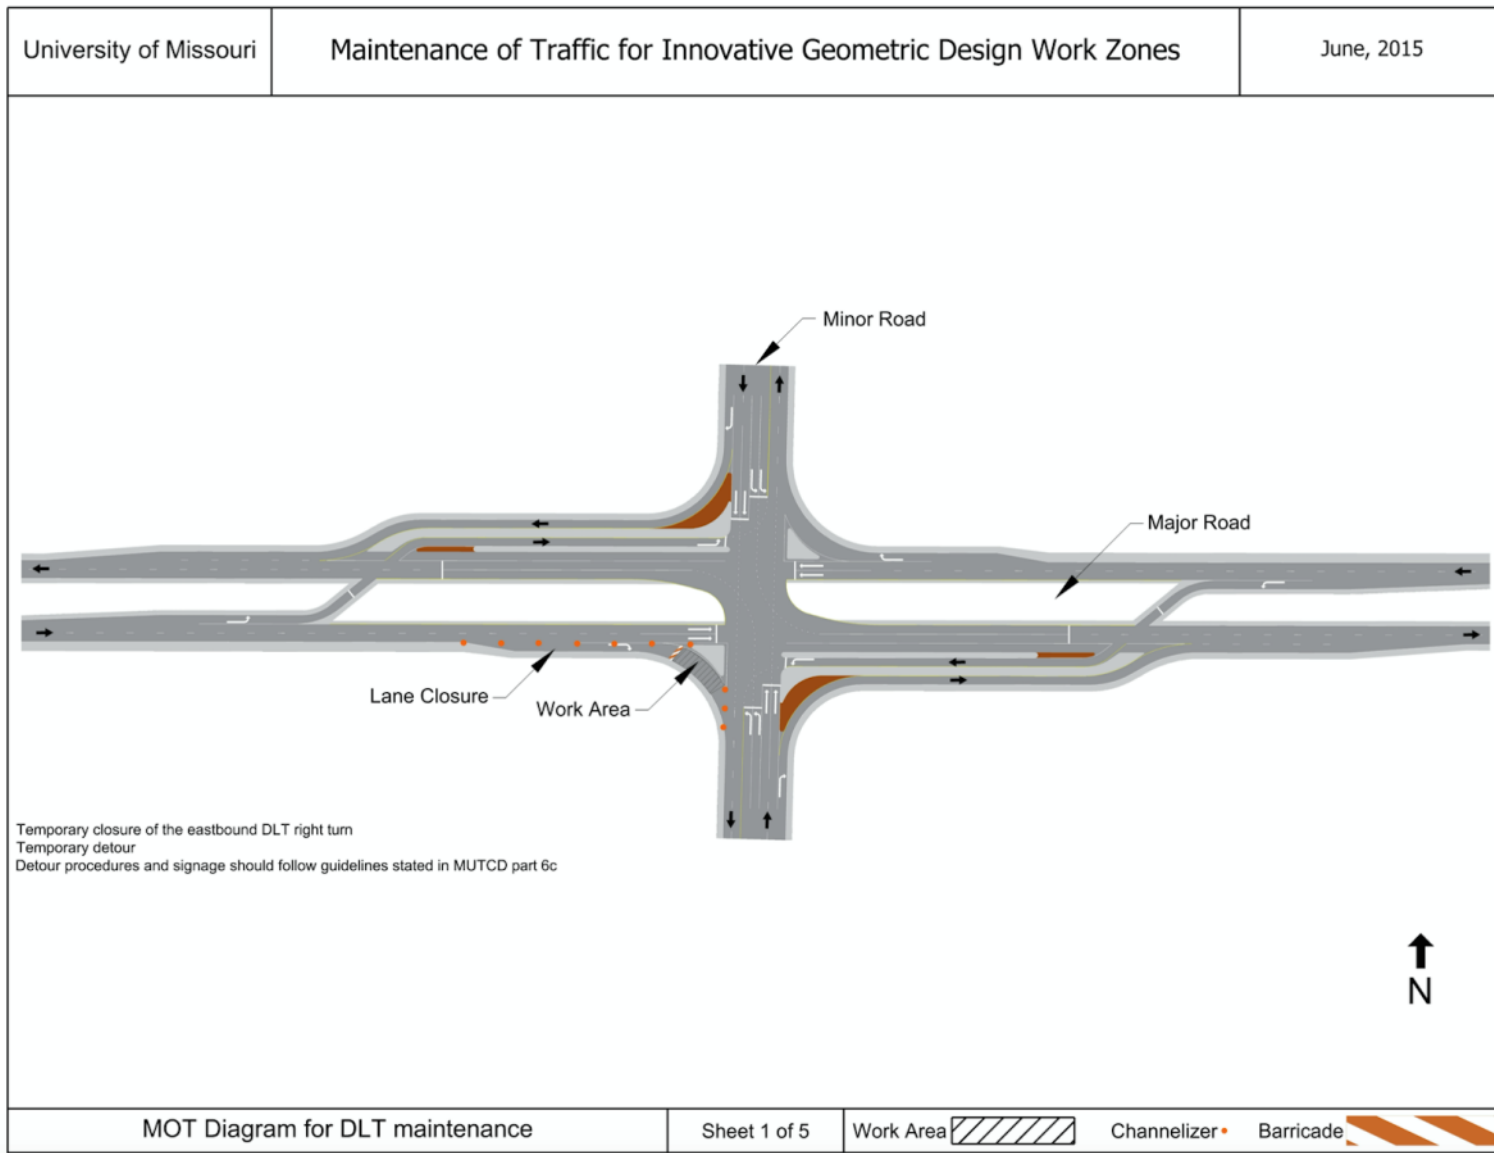 University of Missouri
Maintenance of Traffic for Innovative Geometric Design Work Zones
June, 2015
Minor Road
Major Road
Lane Closure
Work Area
Temporary closure of the eastbound DLT right turn
Temporary detour
Detour procedures and signage should follow guidelines stated in MUTCD part 6c
N
MOT Diagram for DLT maintenance
Sheet 1 of 5
Work Area
Channelizer
Barricade